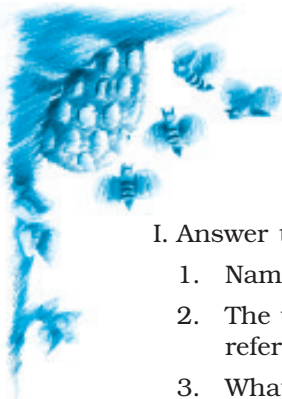 I. Answer
1. Nam
2. The
refer
3. What